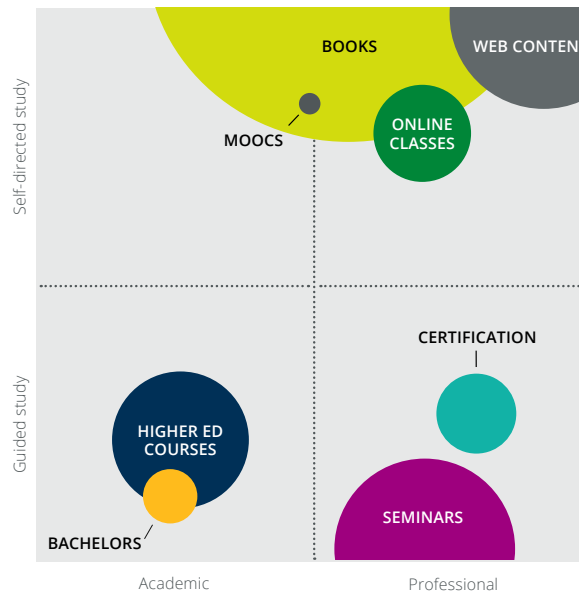 BOOKS
WEB CONTEN
MOOCS
ONLINE
CLASSES
Self-directed study
CERTIFICATION
Guided study
HIGHER ED
COURSES
SEMINARS
BACHELORS
Academic
Professional